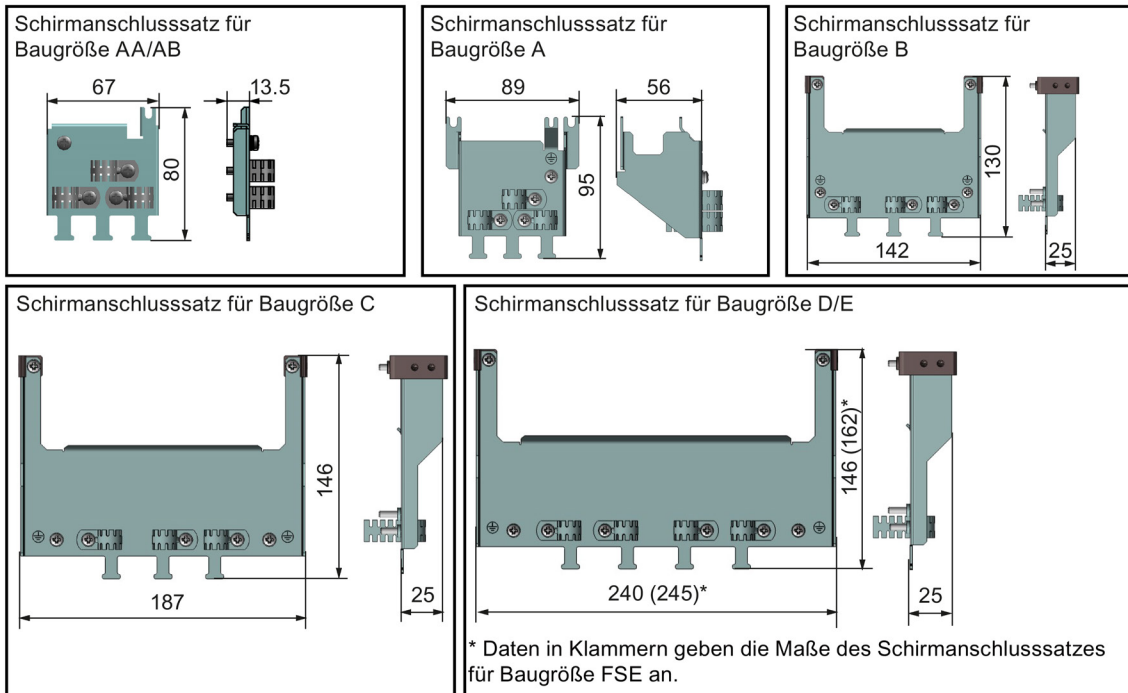 Schirmanschlusssatz für
Baugröße AA/AB
67
13.5
80
Schirmanschlusssatz für
Baugröße A
89
56
95
Schirmanschlusssatz für
Baugröße B
130
142
25
Schirmanschlusssatz für Baugröße C
146
187
25
Schirmanschlusssatz für Baugröße D/E
146 (162)*
240 (245)*
25
* Daten in Klammern geben die Maße des Schirmanschlusssatzes
für Baugröße FSE an.